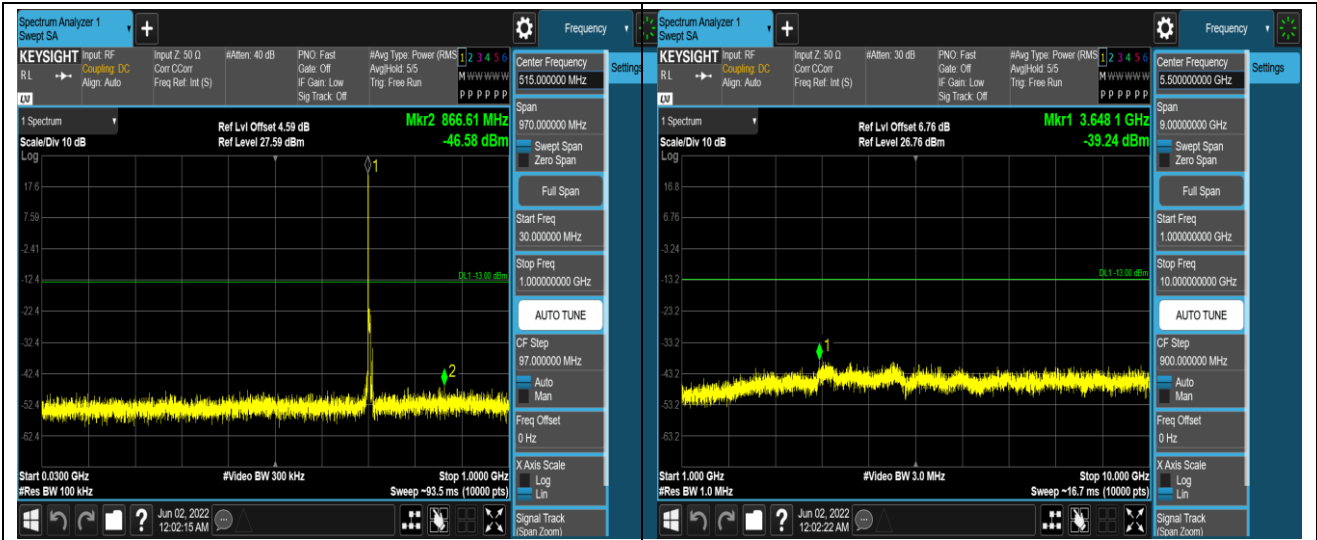 Spectrum Analyzer 1
Swept SA
+
Frequency
KEYSIGHT
RL
LXI
Input: RF
Coupling: DC
Align: Auto
Input Z: 50 Ω
Corr CCorr
Freq Ref: Int (S)
#Atten: 40 dB
PNO: Fast
Gate: Off
IF Gain: Low
Sig Track: Off
#Avg Type: Power (RMS
Avg|Hold: 5/5
Trig: Free Run
1 2 3 4 5 6
M W W W W W
P P P P P P
1 Spectrum
Scale/Div 10 dB
Log
Ref Lvl Offset 4.59 dB
Ref Level 27.59 dBm
Mkr2 866.61 MHz
-46.58 dBm
1
17.6
7.59
-2.41
DL1 -13.00 dBm
-12.4
-22.4
-32.4
-42.4
2
-52.4
-62.4
Start 0.0300 GHz
#Res BW 100 kHz
#Video BW 300 kHz
Stop 1.0000 GHz
Sweep ~93.5 ms (10000 pts)
?
Jun 02, 2022
12:02:15 AM
Center Frequency
515.000000 MHz
Span
970.000000 MHz
Swept Span
Zero Span
Full Span
Start Freq
30.000000 MHz
Stop Freq
1.000000000 GHz
AUTO TUNE
CF Step
97.000000 MHz
Auto
Man
Freq Offset
0 Hz
X Axis Scale
Log
Lin
Signal Track
(Span Zoom)
Settings
Spectrum Analyzer 1
Swept SA
+
Frequency
KEYSIGHT
RL
LXI
Input: RF
Coupling: DC
Align: Auto
Input Z: 50 Ω
Corr CCorr
Freq Ref: Int (S)
#Atten: 30 dB
PNO: Fast
Gate: Off
IF Gain: Low
Sig Track: Off
#Avg Type: Power (RMS
Avg|Hold: 5/5
Trig: Free Run
1 2 3 4 5 6
M W W W W W
P P P P P P
1 Spectrum
Scale/Div 10 dB
Log
Ref Lvl Offset 6.76 dB
Ref Level 26.76 dBm
Mkr1 3.648 1 GHz
-39.24 dBm
16.8
6.76
-3.24
DL1 -13.00 dBm
-13.2
-23.2
-33.2
1
-43.2
-53.2
-63.2
Start 1.000 GHz
#Res BW 1.0 MHz
#Video BW 3.0 MHz
Stop 10.000 GHz
Sweep ~16.7 ms (10000 pts)
?
Jun 02, 2022
12:02:22 AM
Center Frequency
5.500000000 GHz
Span
9.00000000 GHz
Swept Span
Zero Span
Full Span
Start Freq
1.000000000 GHz
Stop Freq
10.000000000 GHz
AUTO TUNE
CF Step
900.000000 MHz
Auto
Man
Freq Offset
0 Hz
X Axis Scale
Log
Lin
Signal Track
(Span Zoom)
Settings